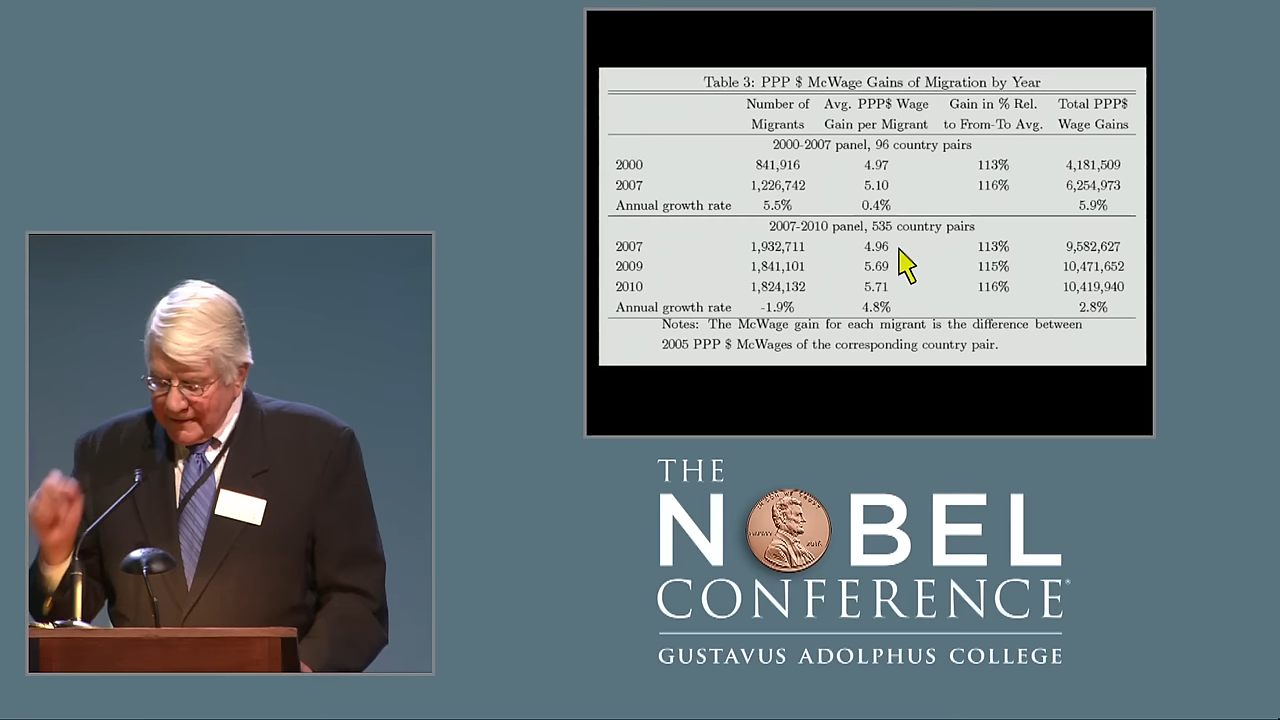 Table 3: PPP $ McWage Gains of Migration by Year
Number of Avg. PPP$ Wage Gain in % Rel. Total PPP$
Migrants Gain per Migrant to From-To Avg. Wage Gains
2000-2007 panel, 96 country pairs
2000 841,916 4.97 113% 4,181,509
2007 1,226,742 5.10 116% 6,254,973
Annual growth rate 5.5% 0.4% 5.9%
2007-2010 panel, 535 country pairs
2007 1,932,711 4.96 113% 9,582,627
2009 1,841,101 5.69 115% 10,471,652
2010 1,824,132 5.71 116% 10,419,940
Annual growth rate -1.9% 4.8% 2.8%
Notes: The McWage gain for each migrant is the difference between
2005 PPP $ McWages of the corresponding country pair.
THE
NOBEL
CONFERENCE®
GUSTAVUS ADOLPHUS COLLEGE